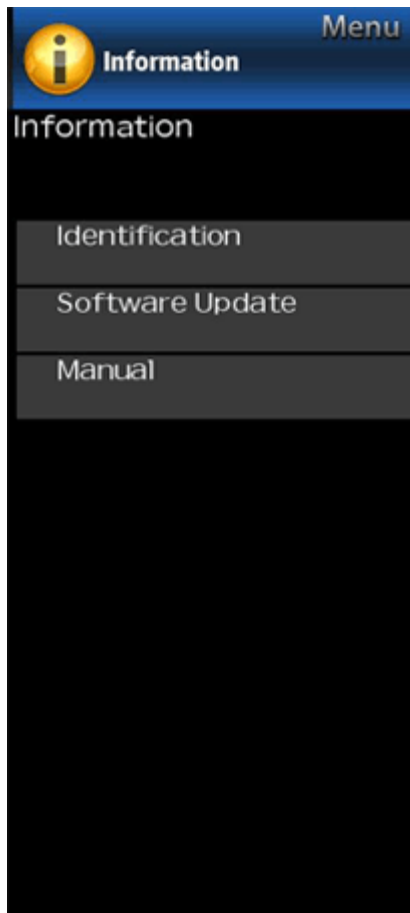 Menu
Information
Information
Identification
Software Update
Manual